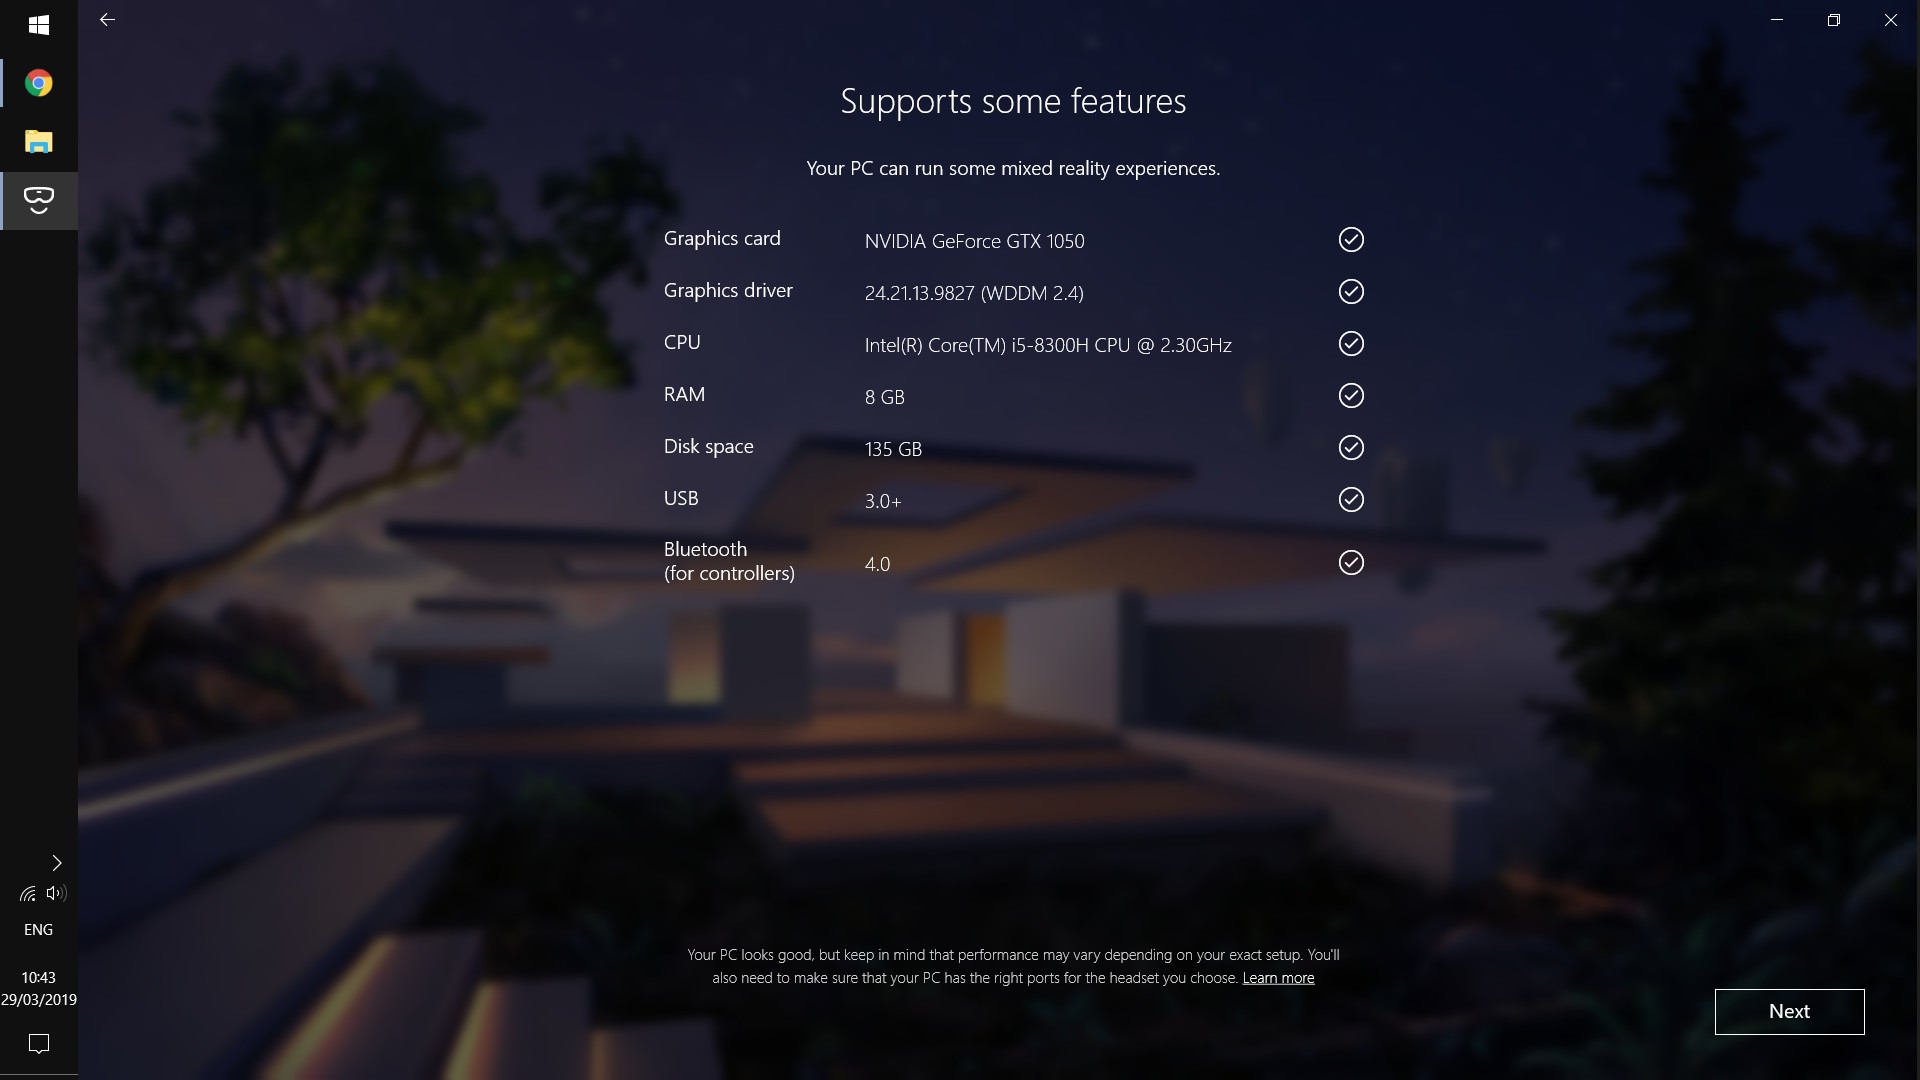 Supports some features
Your PC can run some mixed reality experiences.
Graphics card NVIDIA GeForce GTX 1050
Graphics driver 24.21.13.9827 (WDDM 2.4)
CPU Intel(R) Core(TM) i5-8300H CPU @ 2.30GHz
RAM 8 GB
Disk space 135 GB
USB 3.0+
Bluetooth
(for controllers) 4.0
Your PC looks good, but keep in mind that performance may vary depending on your exact setup. You'll
also need to make sure that your PC has the right ports for the headset you choose. Learn more
Next
ENG
10:43
29/03/2019